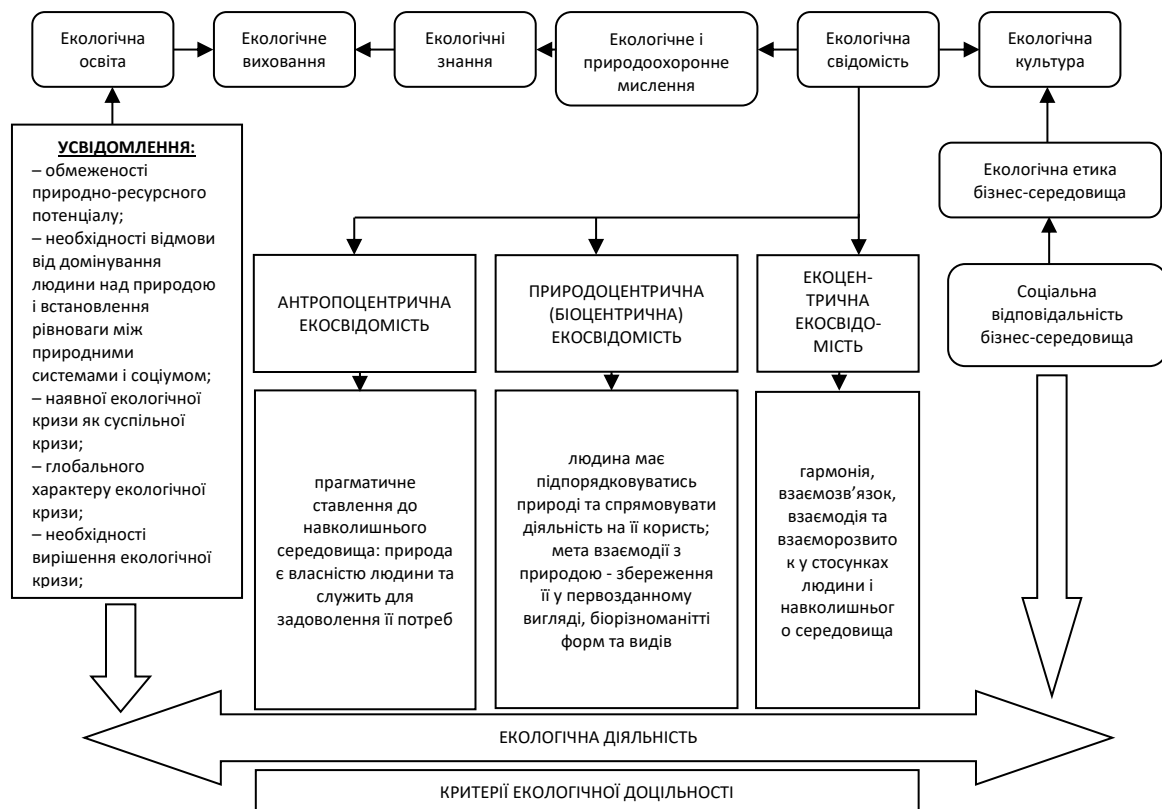 Екологічна
освіта
Екологічне
виховання
Екологічні
знання
Екологічне і
природоохоронне
мислення
Екологічна
свідомість
Екологічна
культура
УСВІДОМЛЕННЯ:
– обмеженості
природно-ресурсного
потенціалу;
– необхідності відмови
від домінування
людини над природою
і встановлення
рівноваги між
природними
системами і соціумом;
– наявної екологічної
кризи як суспільної
кризи;
– глобального
характеру екологічної
кризи;
– необхідності
вирішення екологічної
кризи;
Екологічна етика
бізнес-середовища
Соціальна
відповідальність
бізнес-середовища
АНТРОПОЦЕНТРИЧНА
ЕКОСВІДОМІСТЬ
ПРИРОДОЦЕНТРИЧНА
(БІОЦЕНТРИЧНА)
ЕКОСВІДОМІСТЬ
ЕКОЦЕН-
ТРИЧНА
ЕКОСВІДО-
МІСТЬ
прагматичне
ставлення до
навколишнього
середовища: природа
є власністю людини та
служить для
задоволення її потреб
людина має
підпорядковуватись
природі та спрямовувати
діяльність на її користь;
мета взаємодії з
природою - збереження
її у первозданному
вигляді, біорізноманітті
форм та видів
гармонія,
взаємозв’язок,
взаємодія та
взаєморозвито
к у стосунках
людини і
навколишньог
о середовища
ЕКОЛОГІЧНА ДІЯЛЬНІСТЬ
КРИТЕРІЇ ЕКОЛОГІЧНОЇ ДОЦІЛЬНОСТІ